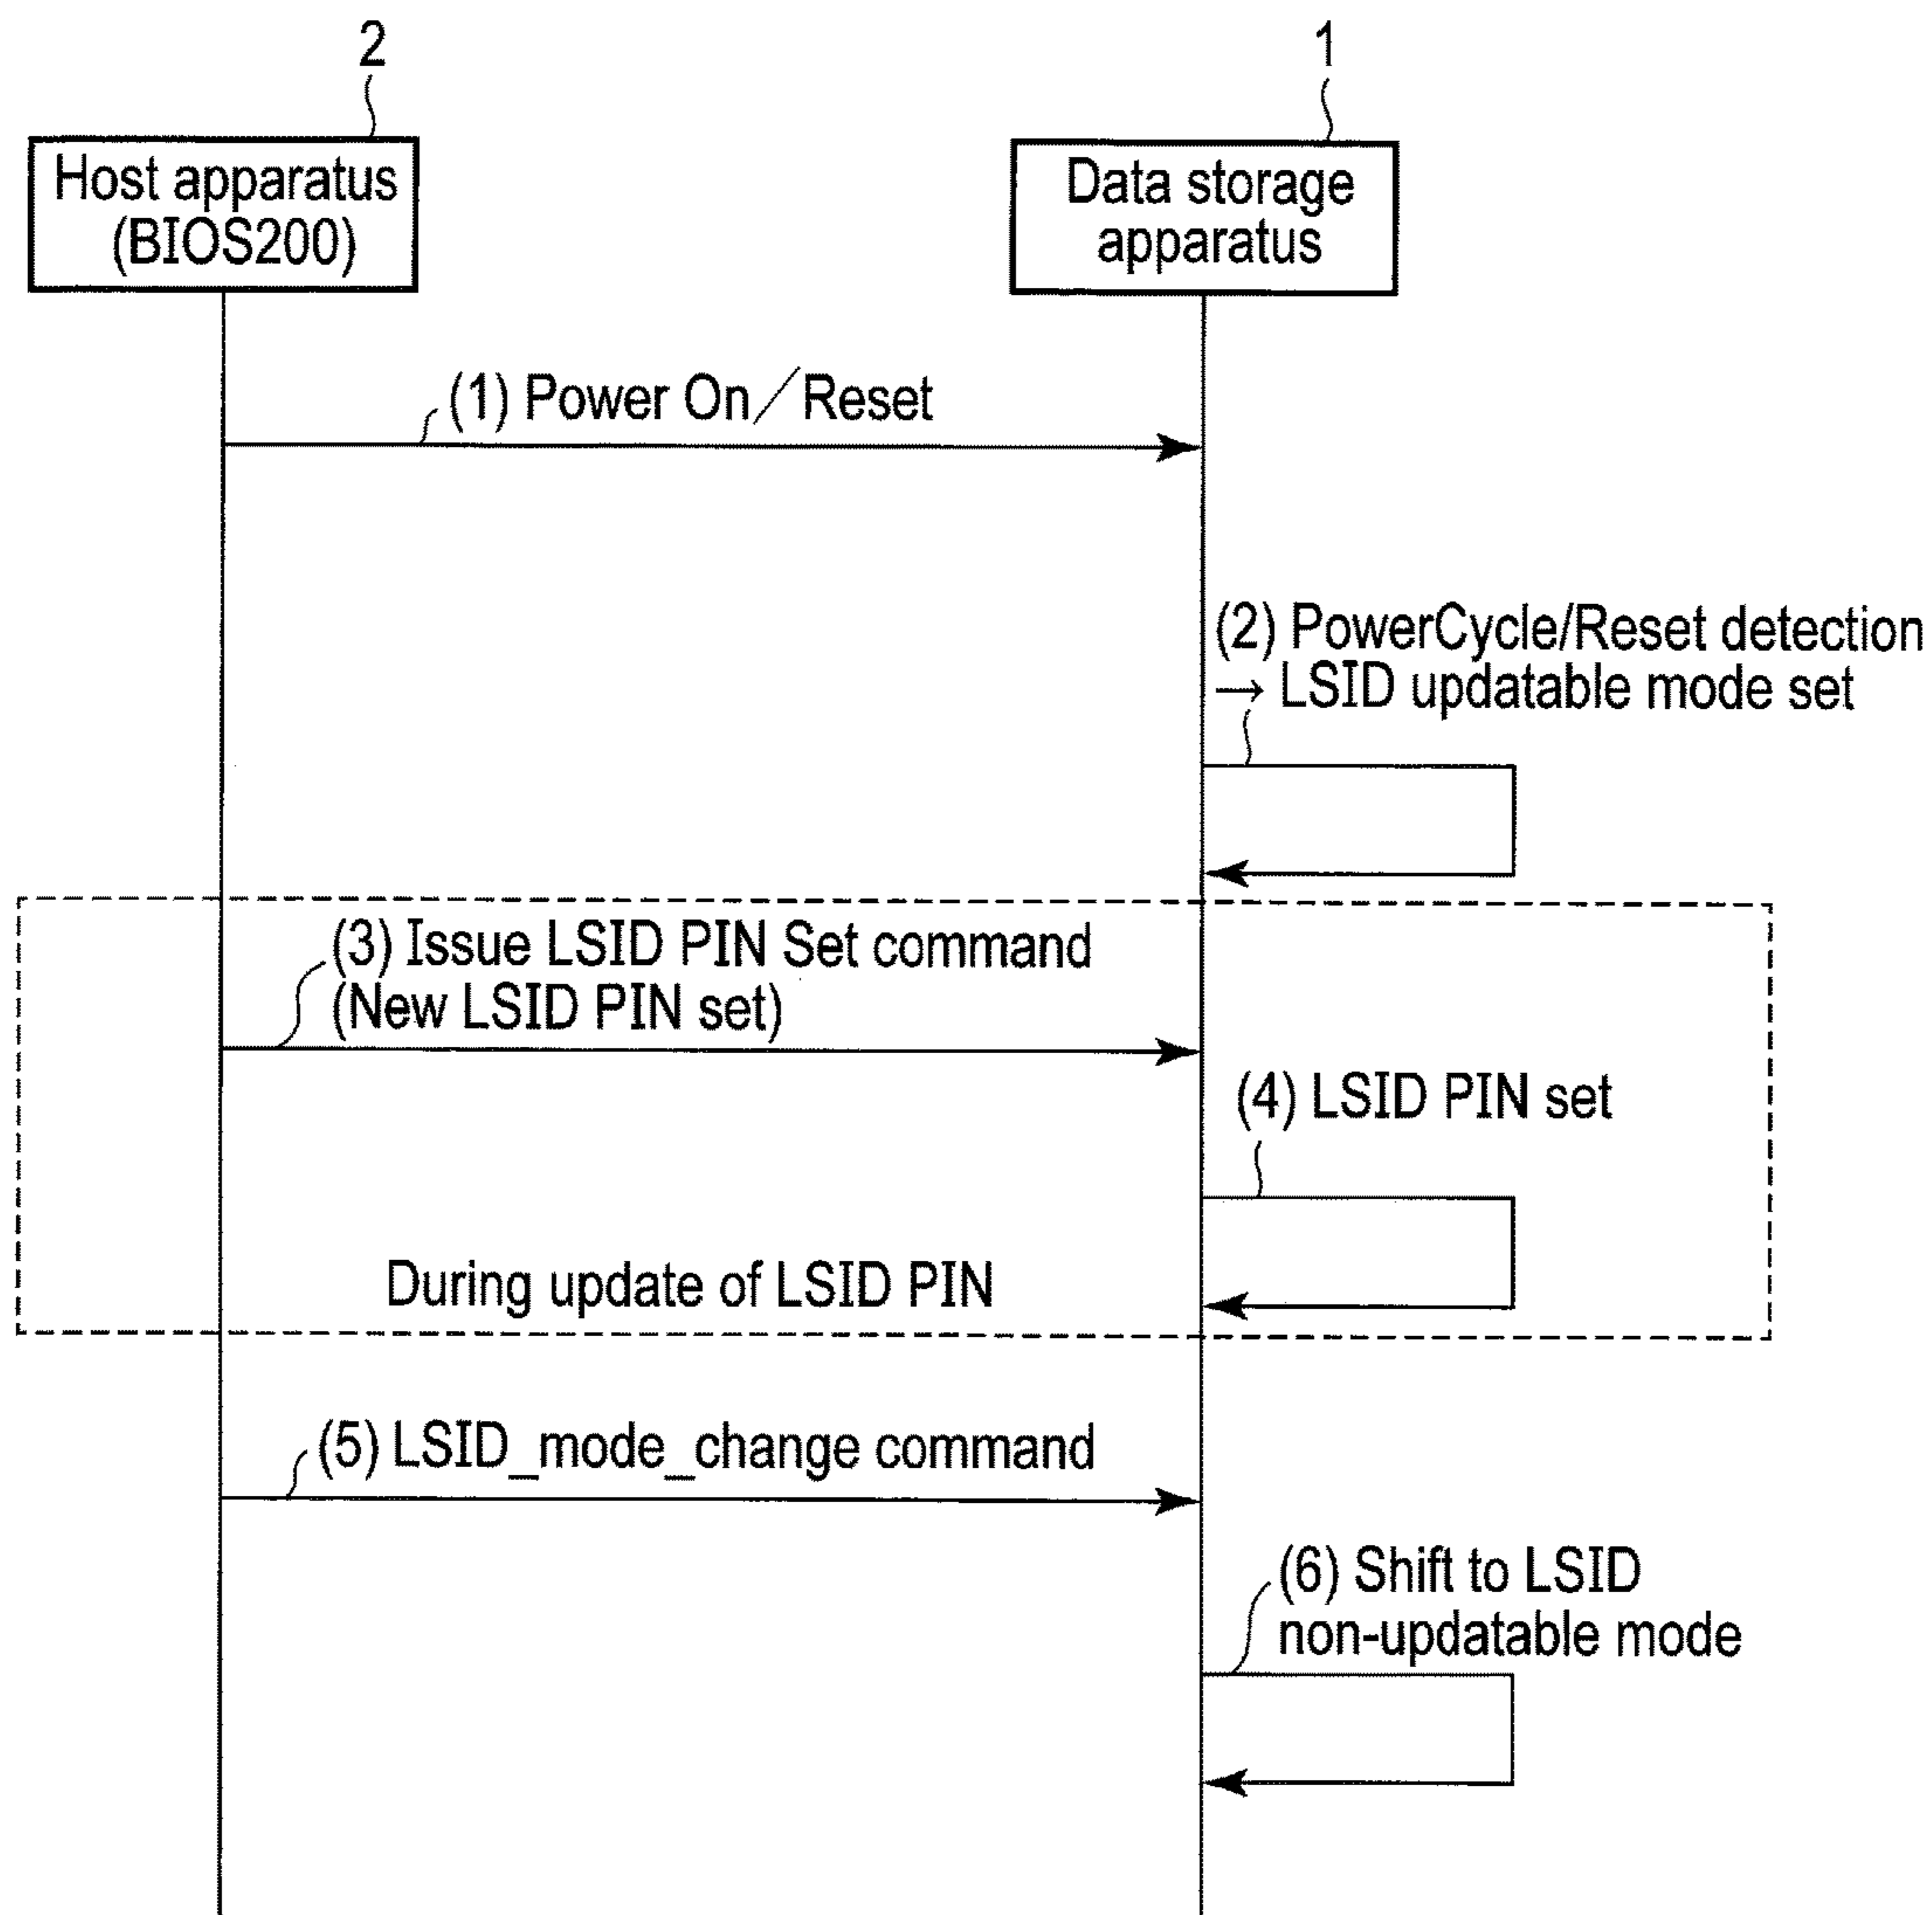 2
1
Host apparatus
(BIOS200)
Data storage
apparatus
(1) Power On/Reset
(2) PowerCycle/Reset detection
→ LSID updatable mode set
(3) Issue LSID PIN Set command
(New LSID PIN set)
(4) LSID PIN set
During update of LSID PIN
(5) LSID_mode_change command
(6) Shift to LSID
non-updatable mode